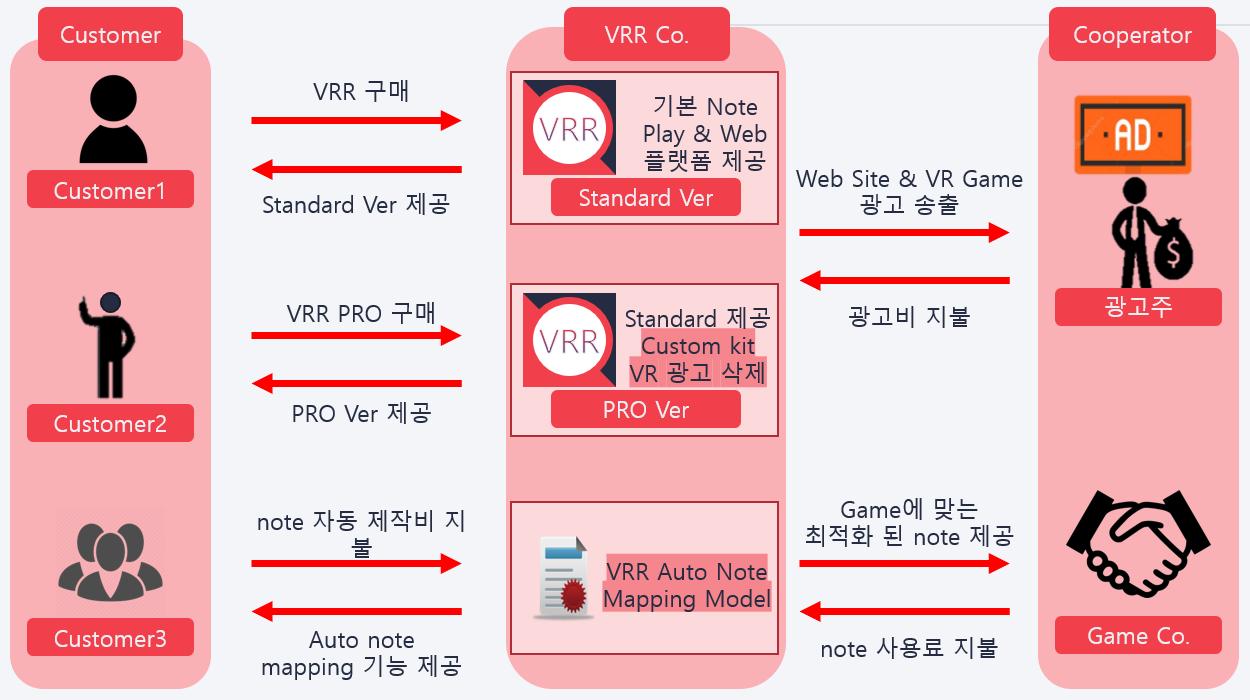 Customer
VRR Co.
Cooperator
VRR 구매
Standard Ver 제공
Customer1
VRR
기본 Note
Play & Web
플랫폼 제공
Standard Ver
Web Site & VR Game
광고 송출
광고비 지불
AD
$
광고주
VRR PRO 구매
PRO Ver 제공
Customer2
VRR
Standard 제공
Custom kit
VR 광고 삭제
PRO Ver
note 자동 제작비 지
불
Auto note
mapping 기능 제공
Customer3
VRR Auto Note
Mapping Model
Game에 맞는
최적화 된 note 제공
note 사용료 지불
Game Co.